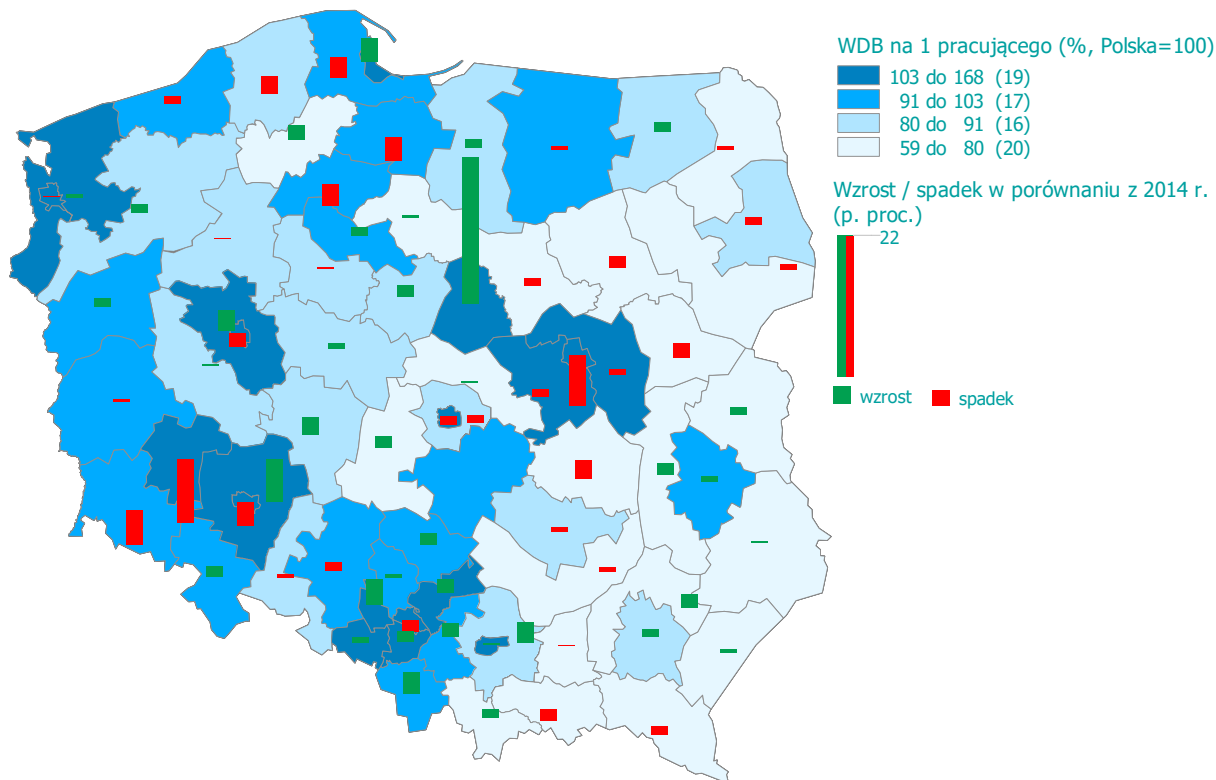 WDB na 1 pracującego (%, Polska=100)
103 do 168 (19)
91 do 103 (17)
80 do 91 (16)
59 do 80 (20)
Wzrost / spadek w porównaniu z 2014 r.
(p. proc.)
22
wzrost spadek